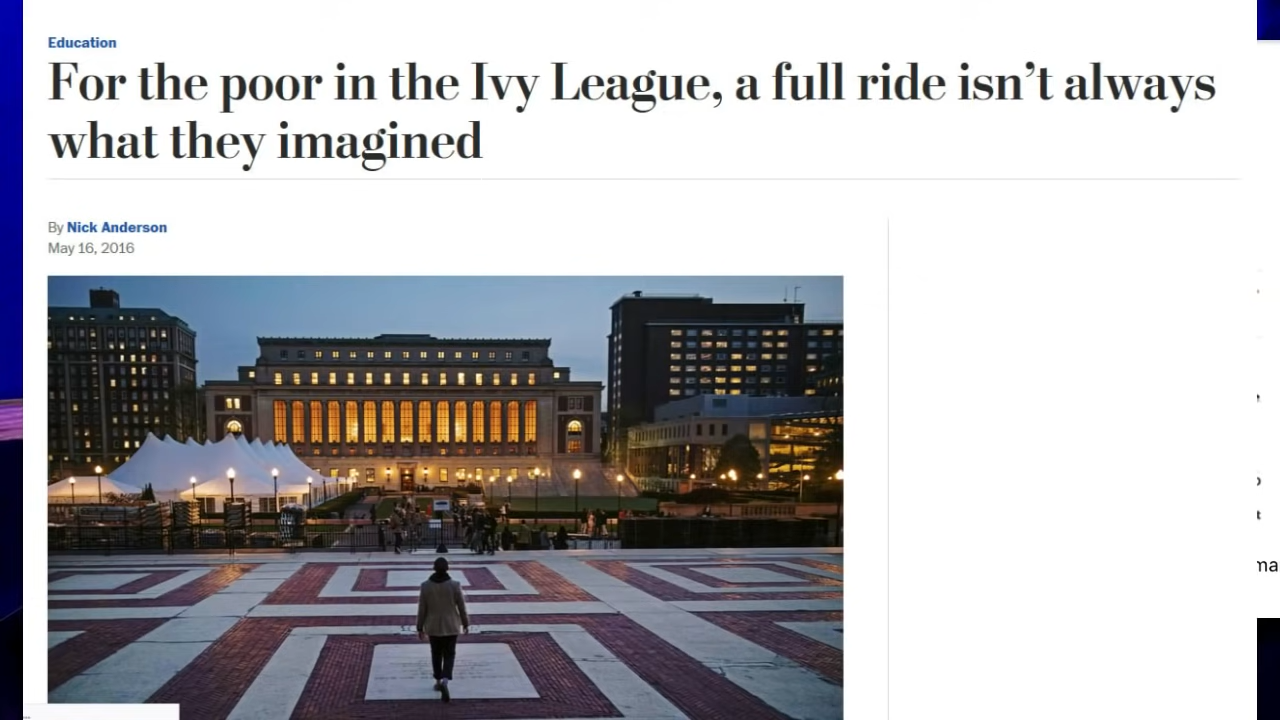 Education
For the poor in the Ivy League, a full ride isn’t always
what they imagined
By Nick Anderson
May 16, 2016
ma